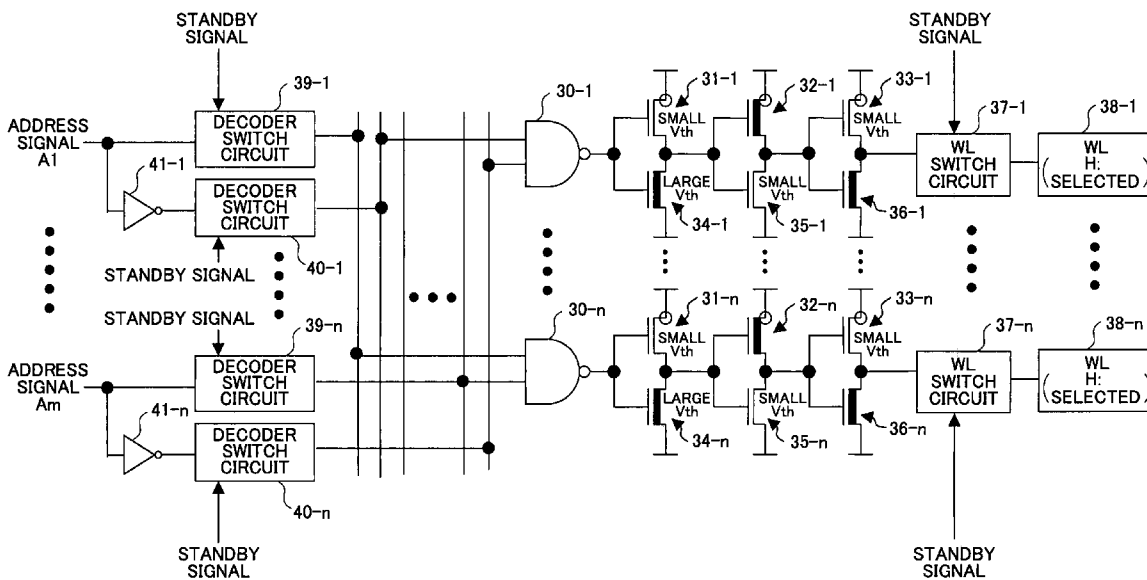 STANDBY
SIGNAL
39-1
ADDRESS
SIGNAL
A1
DECODER
SWITCH
CIRCUIT
41-1
DECODER
SWITCH
CIRCUIT
40-1
STANDBY SIGNAL
STANDBY SIGNAL
39-n
ADDRESS
SIGNAL
Am
DECODER
SWITCH
CIRCUIT
41-n
DECODER
SWITCH
CIRCUIT
40-n
STANDBY
SIGNAL
30-1
31-1
SMALL
Vth
32-1
33-1
SMALL
Vth
LARGE
Vth
34-1
SMALL
Vth
35-1
36-1
STANDBY
SIGNAL
37-1
WL
SWITCH
CIRCUIT
38-1
WL
( H: )
SELECTED
30-n
31-n
SMALL
Vth
32-n
33-n
SMALL
Vth
LARGE
Vth
34-n
SMALL
Vth
35-n
36-n
37-n
WL
SWITCH
CIRCUIT
38-n
WL
( H: )
SELECTED
STANDBY
SIGNAL